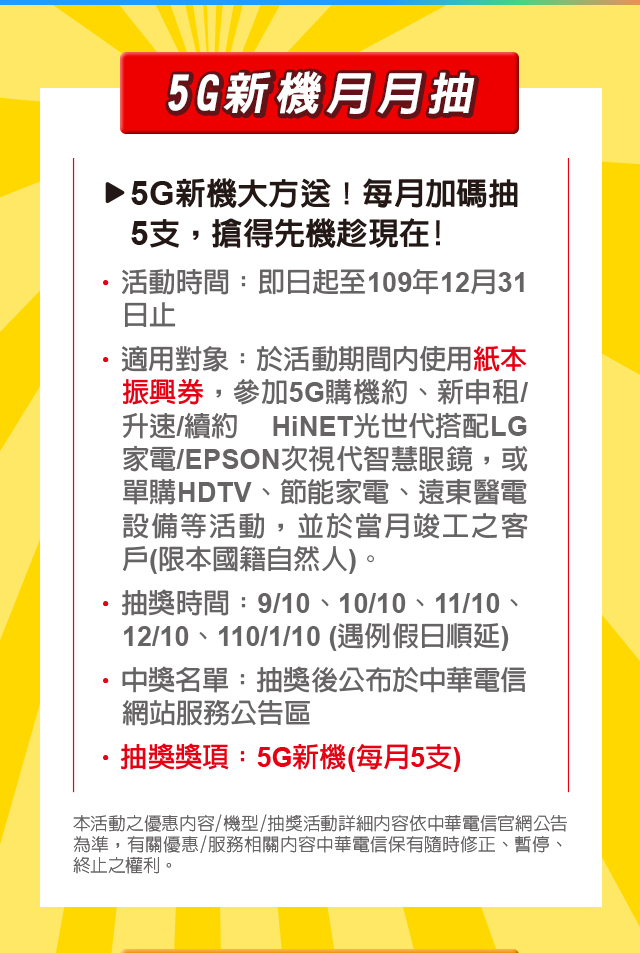 5G新機月月抽
▶5G新機大方送！每月加碼抽
5支，搶得先機趁現在！
• 活動時間：即日起至109年12月31
日止
• 適用對象：於活動期間內使用紙本
振興券，參加5G購機約、新申租/
升速/續約 HiNET光世代搭配LG
家電/EPSON次視代智慧眼鏡，或
單購HDTV、節能家電、遠東醫電
設備等活動，並於當月竣工之客
戶(限本國籍自然人)。
• 抽獎時間：9/10、10/10、11/10、
12/10、110/1/10 (遇例假日順延)
• 中獎名單：抽獎後公布於中華電信
網站服務公告區
• 抽獎獎項：5G新機(每月5支)
本活動之優惠內容/機型/抽獎活動詳細內容依中華電信官網公告
為準，有關優惠/服務相關內容中華電信保有隨時修正、暫停、
終止之權利。